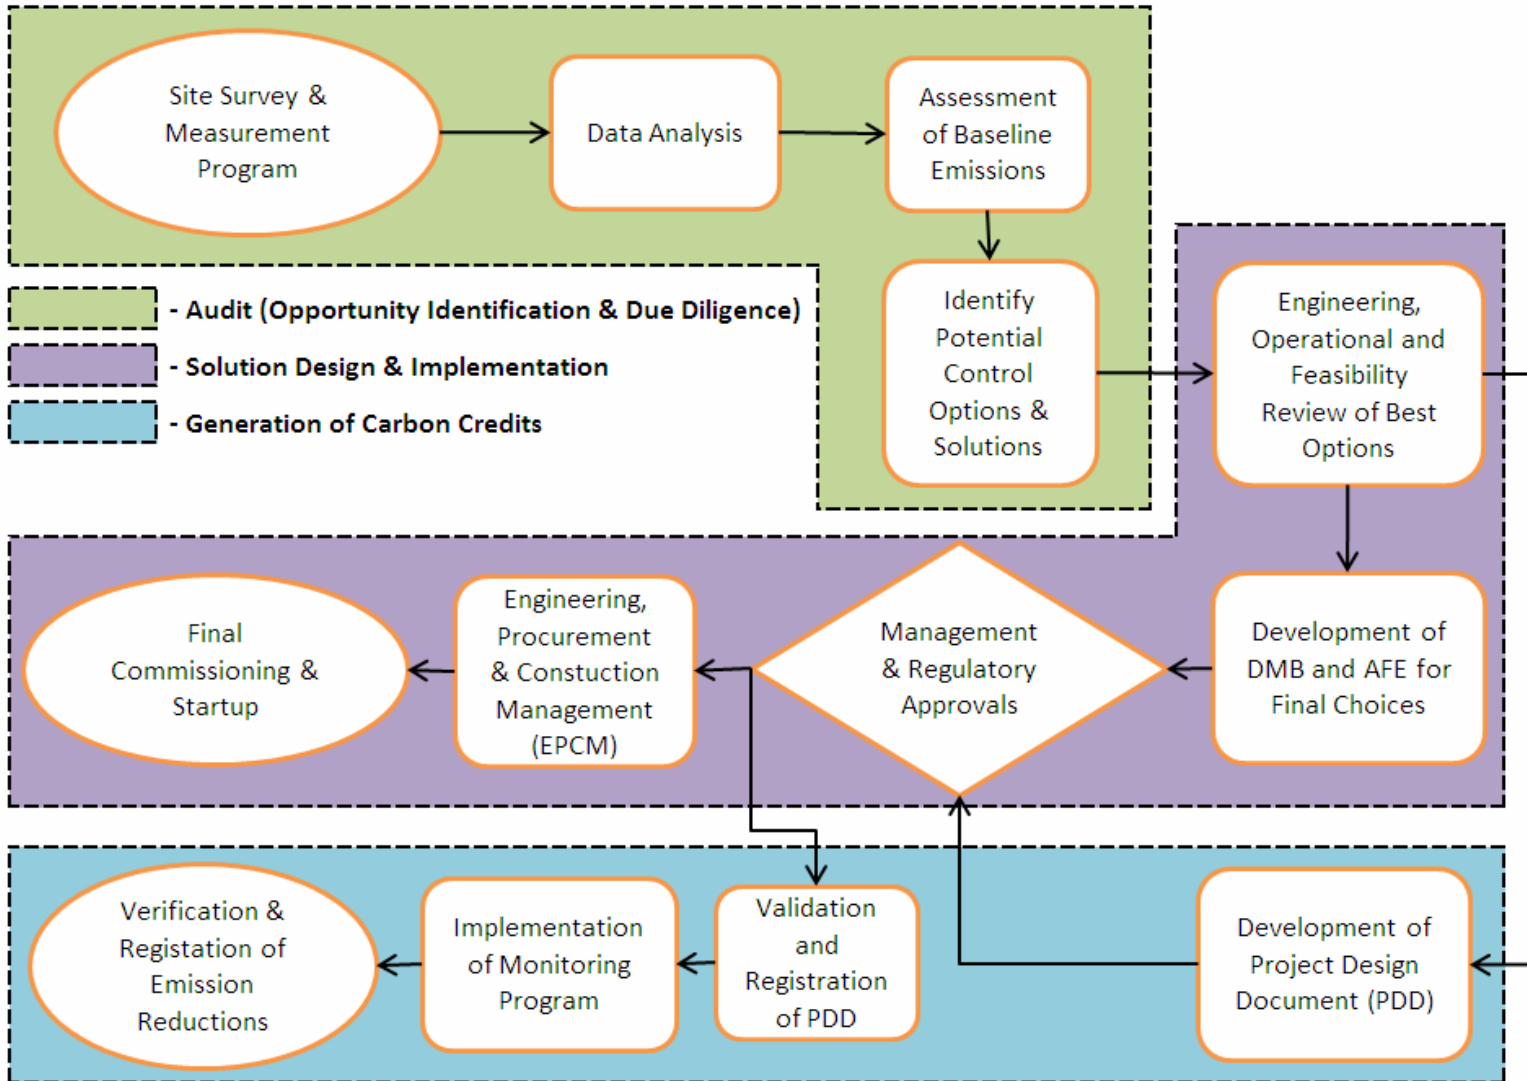 Site Survey &
Measurement
Program
Data Analysis
Assessment
of Baseline
Emissions
Identify
Potential
Control
Options &
Solutions
- Audit (Opportunity Identification & Due Diligence)
- Solution Design & Implementation
- Generation of Carbon Credits
Engineering,
Operational and
Feasibility
Review of Best
Options
Development of
DMB and AFE for
Final Choices
Management
& Regulatory
Approvals
Engineering,
Procurement
& Constuction
Management
(EPCM)
Final
Commissioning &
Startup
Development of
Project Design
Document (PDD)
Validation
and
Registration
of PDD
Implementation
of Monitoring
Program
Verification &
Registation of
Emission
Reductions